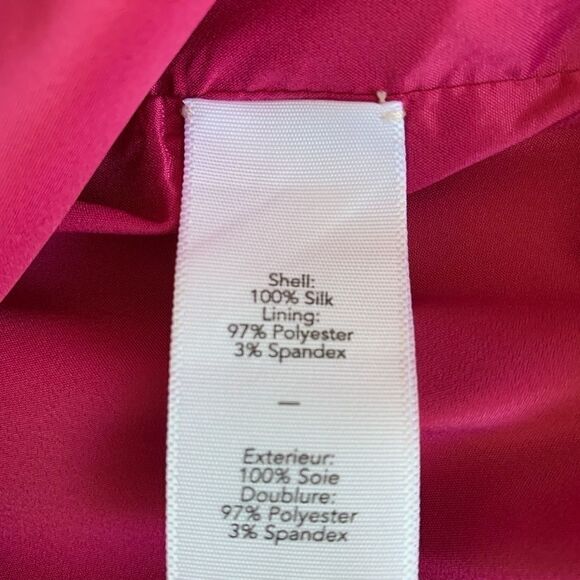 Shell:
100% Silk
Lining:
97% Polyester
3% Spandex
—
Exterieur:
100% Soie
Doublure:
97% Polyester
3% Spandex